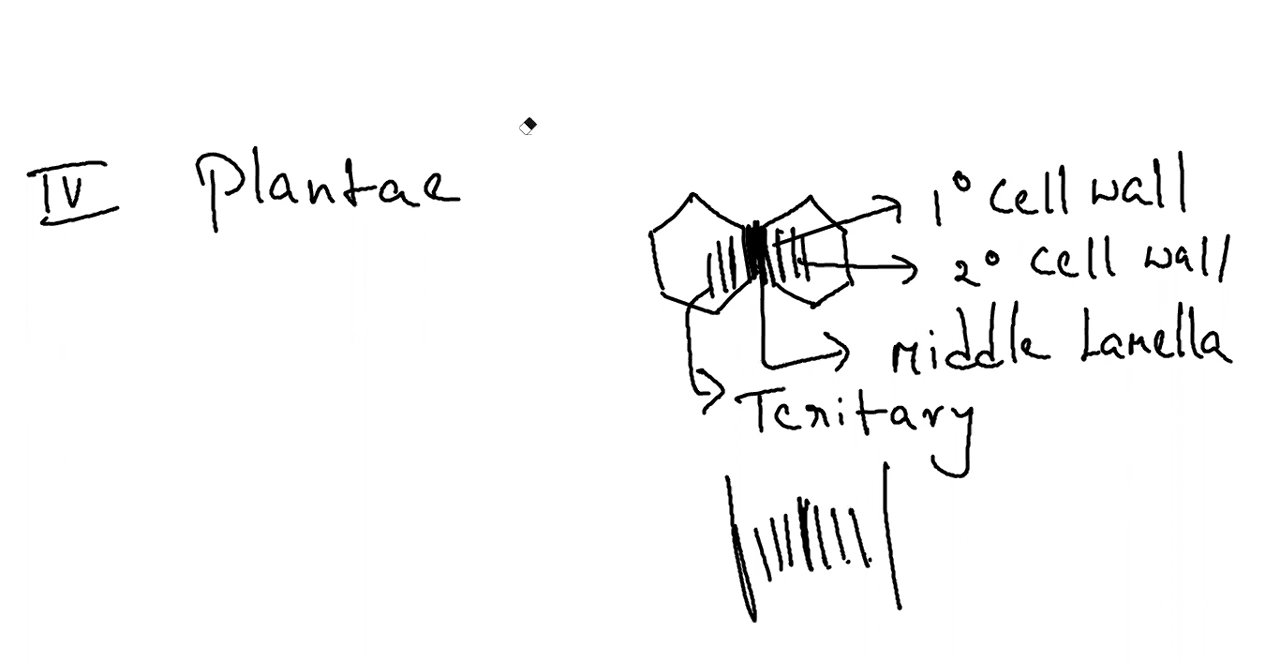 IV Plantae
1° cell wall
2° cell wall
Middle Lamella
Teritary